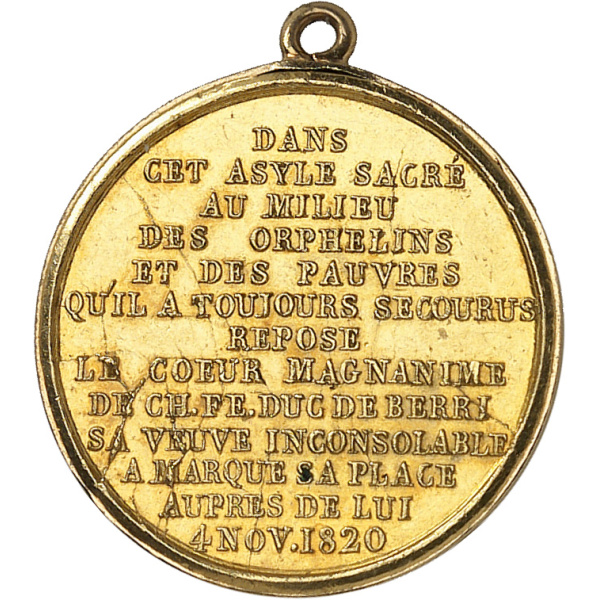 DANS
CET ASYLE SACRÉ
AU MILIEU
DES ORPHELINS
ET DES PAUVRES
QU'IL A TOUJOURS SECOURUS
REPOSE
LE COEUR MAGNANIME
DE CH.FE.DUC DE BERRI
SA VEUVE INCONSOLABLE
A MARQUE SA PLACE
AUPRES DE LUI
4 NOV.1820